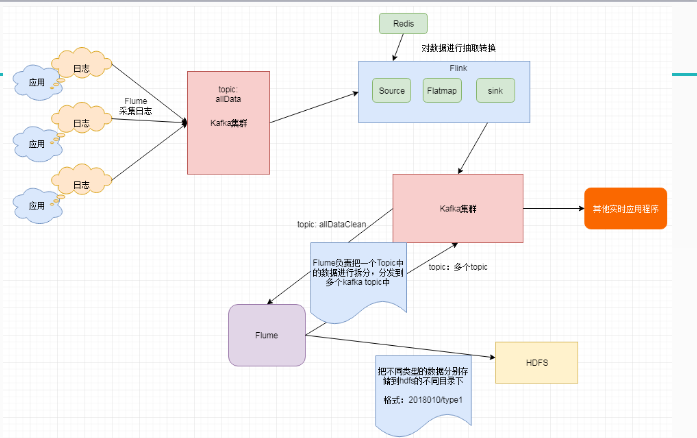 Redis
对数据进行抽取转换
Flink
Source
Flatmap
sink
日志
应用
日志
应用
日志
应用
Flume
采集日志
topic:
allData
Kafka集群
Kafka集群
其他实时应用程序
topic: allDataClean
Flume负责把一个Topic中
的数据进行拆分，分发到
多个kafka topic中
topic：多个topic
Flume
HDFS
把不同类型的数据分别存
储到hdfs的不同目录下
格式：2018010/type1